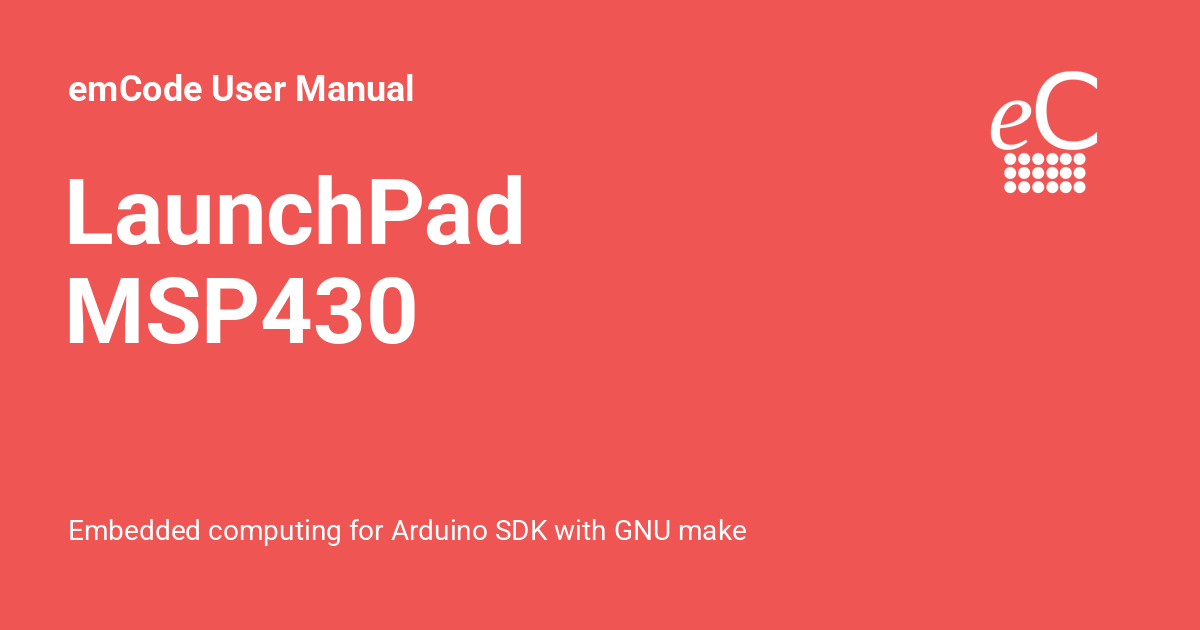 emCode User Manual
eC
LaunchPad
MSP430
Embedded computing for Arduino SDK with GNU make